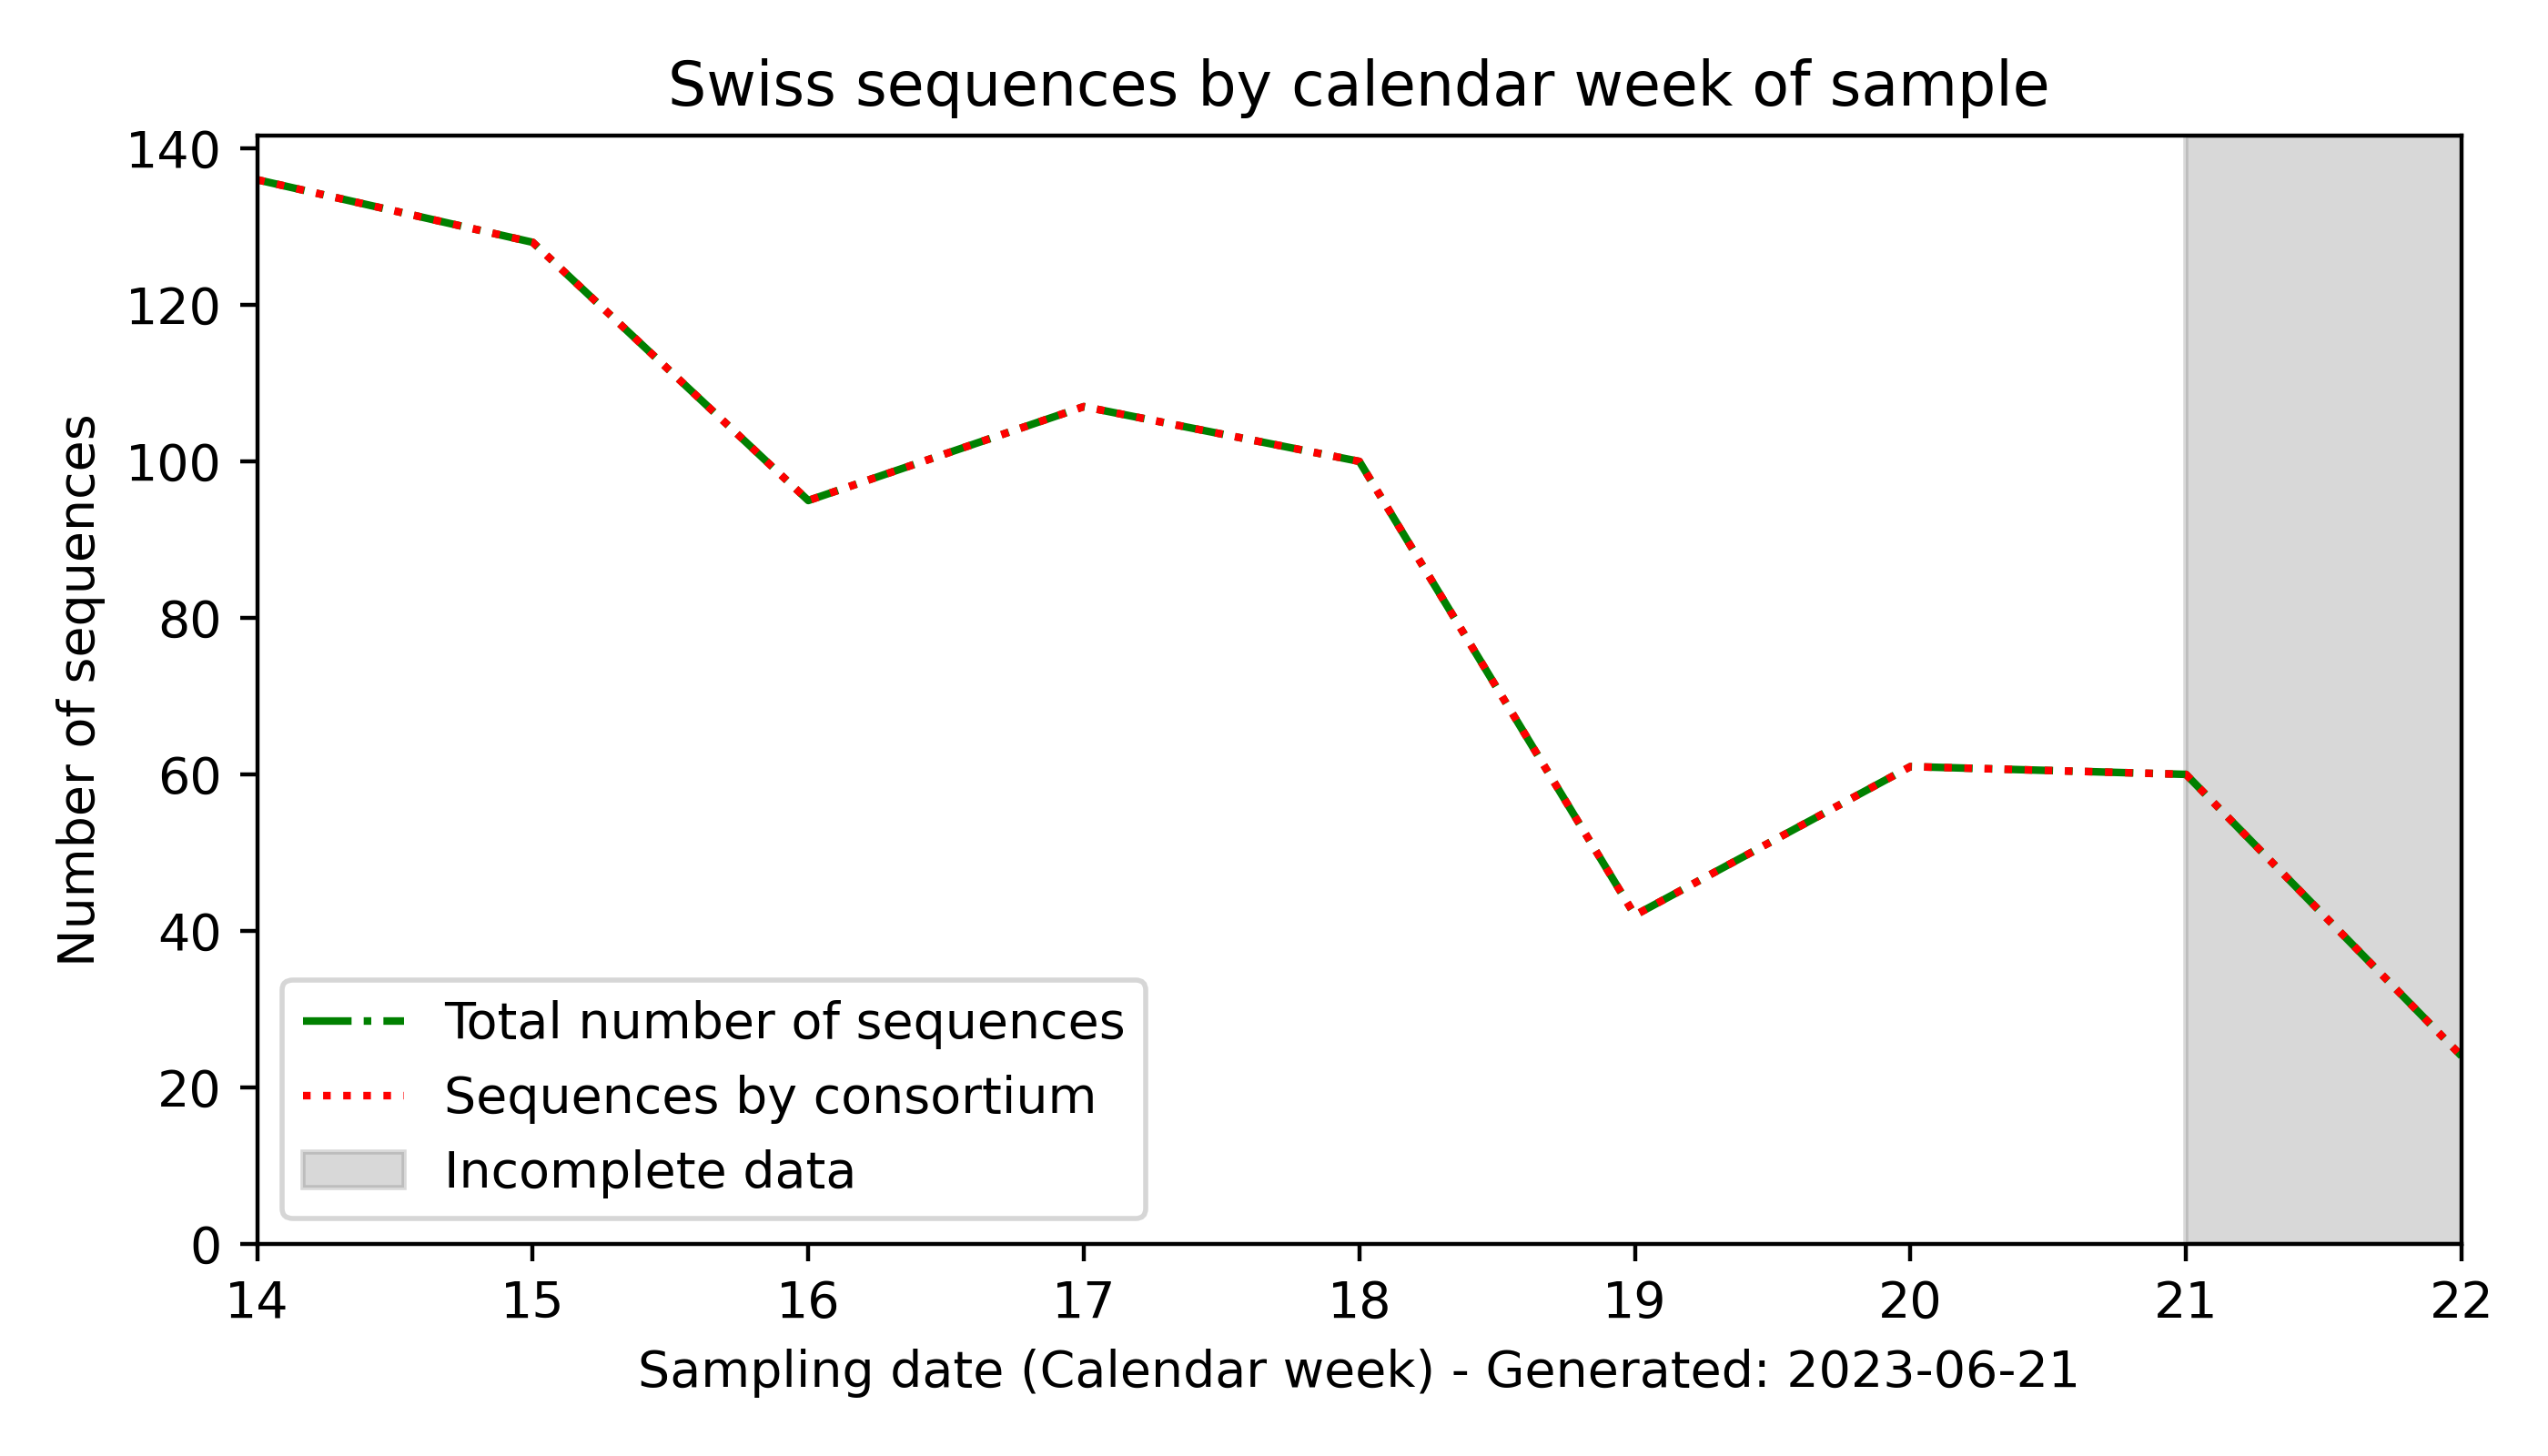 Swiss sequences by calendar week of sample
140
120
100
80
60
40
20
0
Number of sequences
Total number of sequences
Sequences by consortium
Incomplete data
14 15 16 17 18 19 20 21 22
Sampling date (Calendar week) - Generated: 2023-06-21